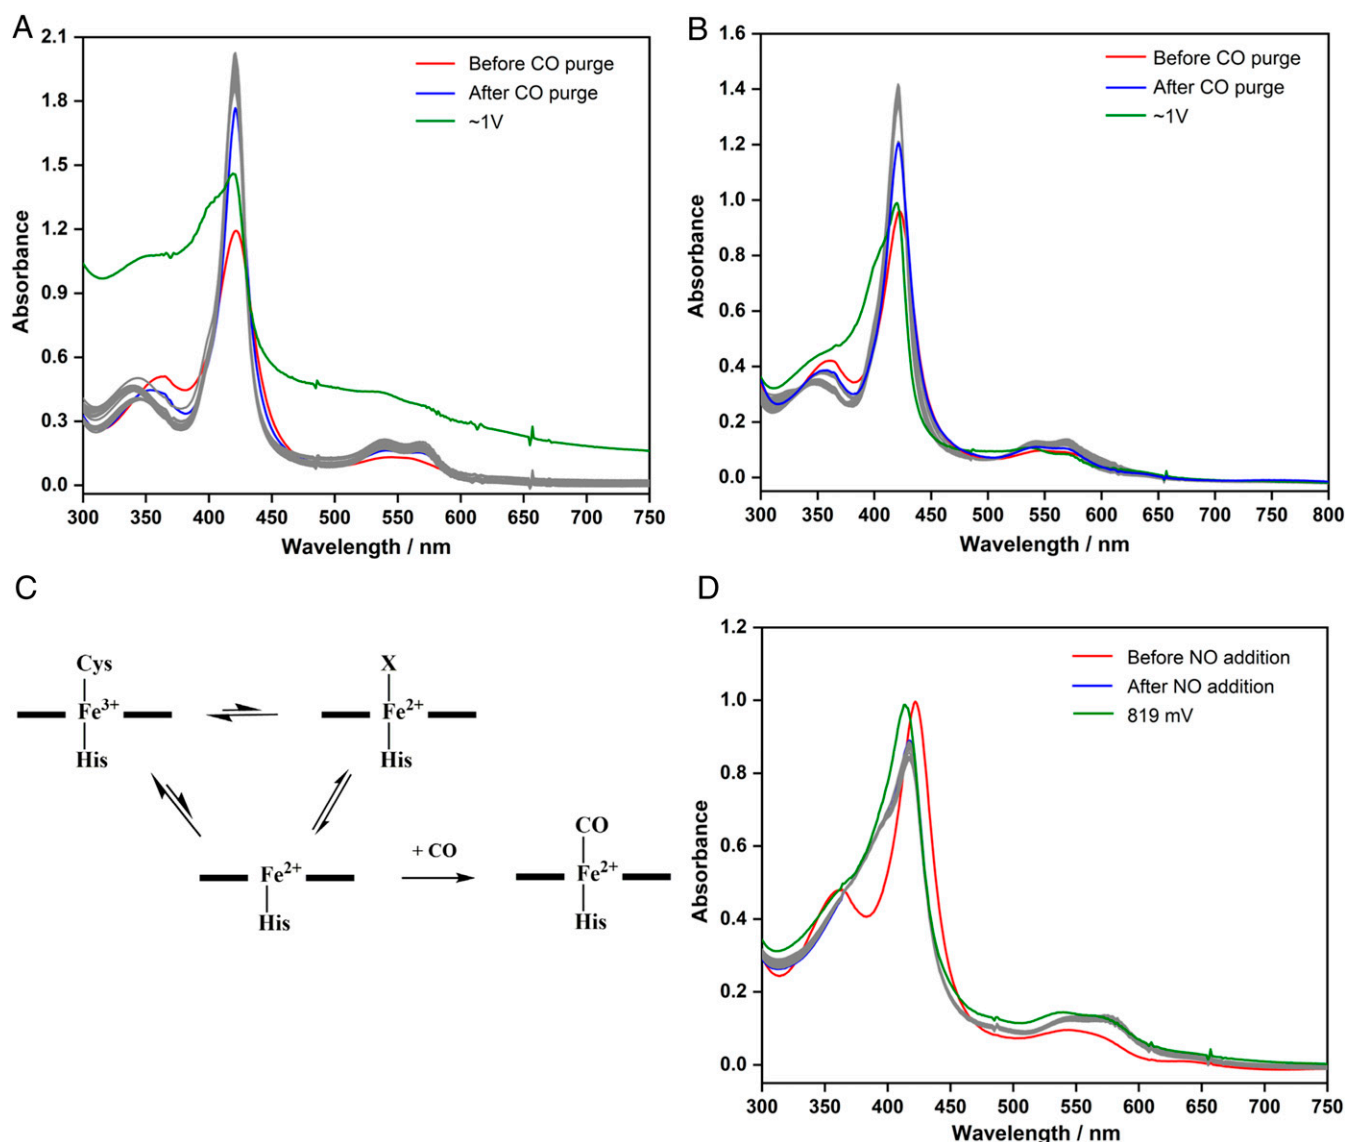 A
2.1
1.8
1.5
1.2
0.9
0.6
0.3
0.0
Absorbance
Before CO purge
After CO purge
~1V
300 350 400 450 500 550 600 650 700 750
Wavelength / nm
B
1.6
1.4
1.2
1.0
0.8
0.6
0.4
0.2
0.0
Absorbance
Before CO purge
After CO purge
~1V
300 350 400 450 500 550 600 650 700 750 800
Wavelength / nm
C
Cys
Fe3+
His
X
Fe2+
His
Fe2+
His
+ CO
CO
Fe2+
His
D
1.2
1.0
0.8
0.6
0.4
0.2
0.0
Absorbance
Before NO addition
After NO addition
819 mV
300 350 400 450 500 550 600 650 700 750
Wavelength / nm